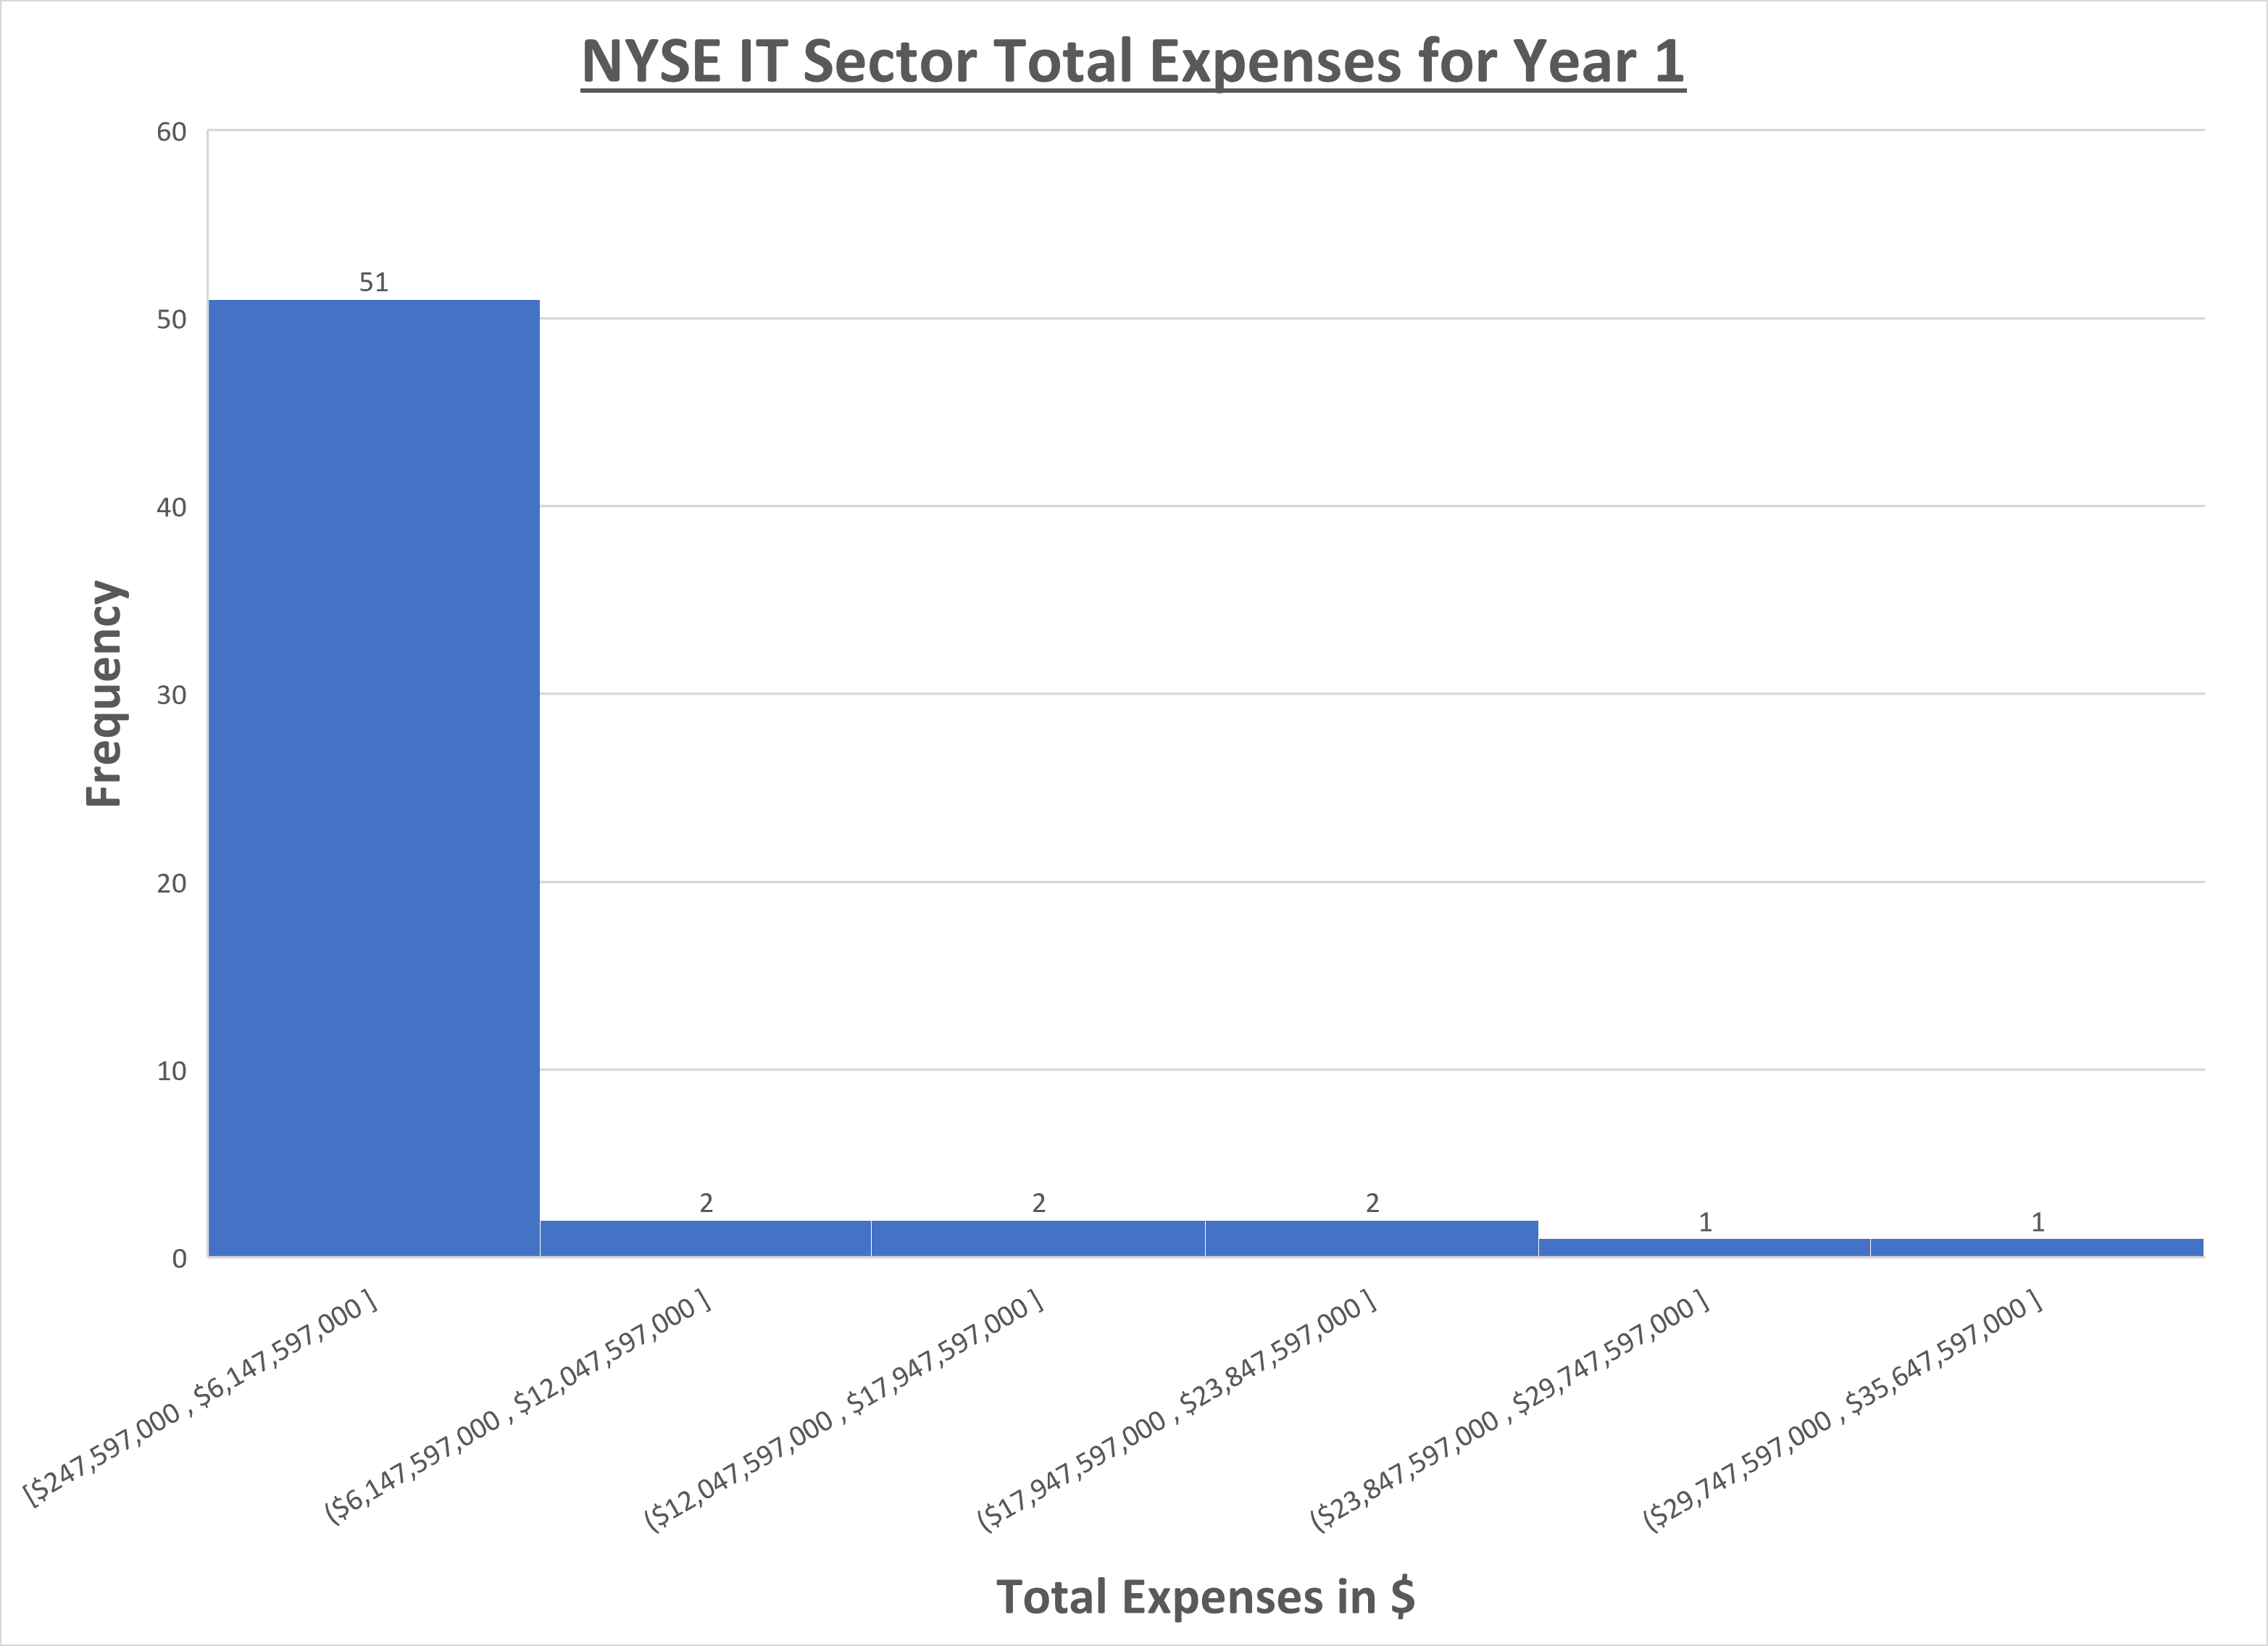 NYSE IT Sector Total Expenses for Year 1
60
50
40
30
20
10
0
Frequency
51
2
2
2
1
1
[$247,597,000 , $6,147,597,000 ]
($6,147,597,000 , $12,047,597,000 ]
($12,047,597,000 , $17,947,597,000 ]
($17,947,597,000 , $23,847,597,000 ]
($23,847,597,000 , $29,747,597,000 ]
($29,747,597,000 , $35,647,597,000 ]
Total Expenses in $